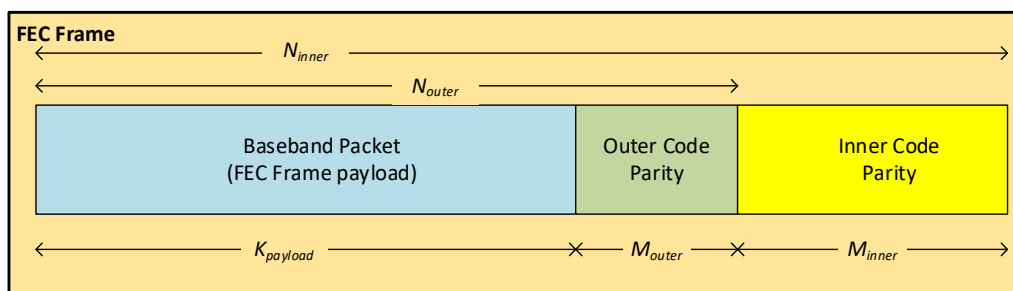 FEC Frame
N_inner
N_outer
Baseband Packet
(FEC Frame payload)
Outer Code
Parity
Inner Code
Parity
K_payload
M_outer
M_inner